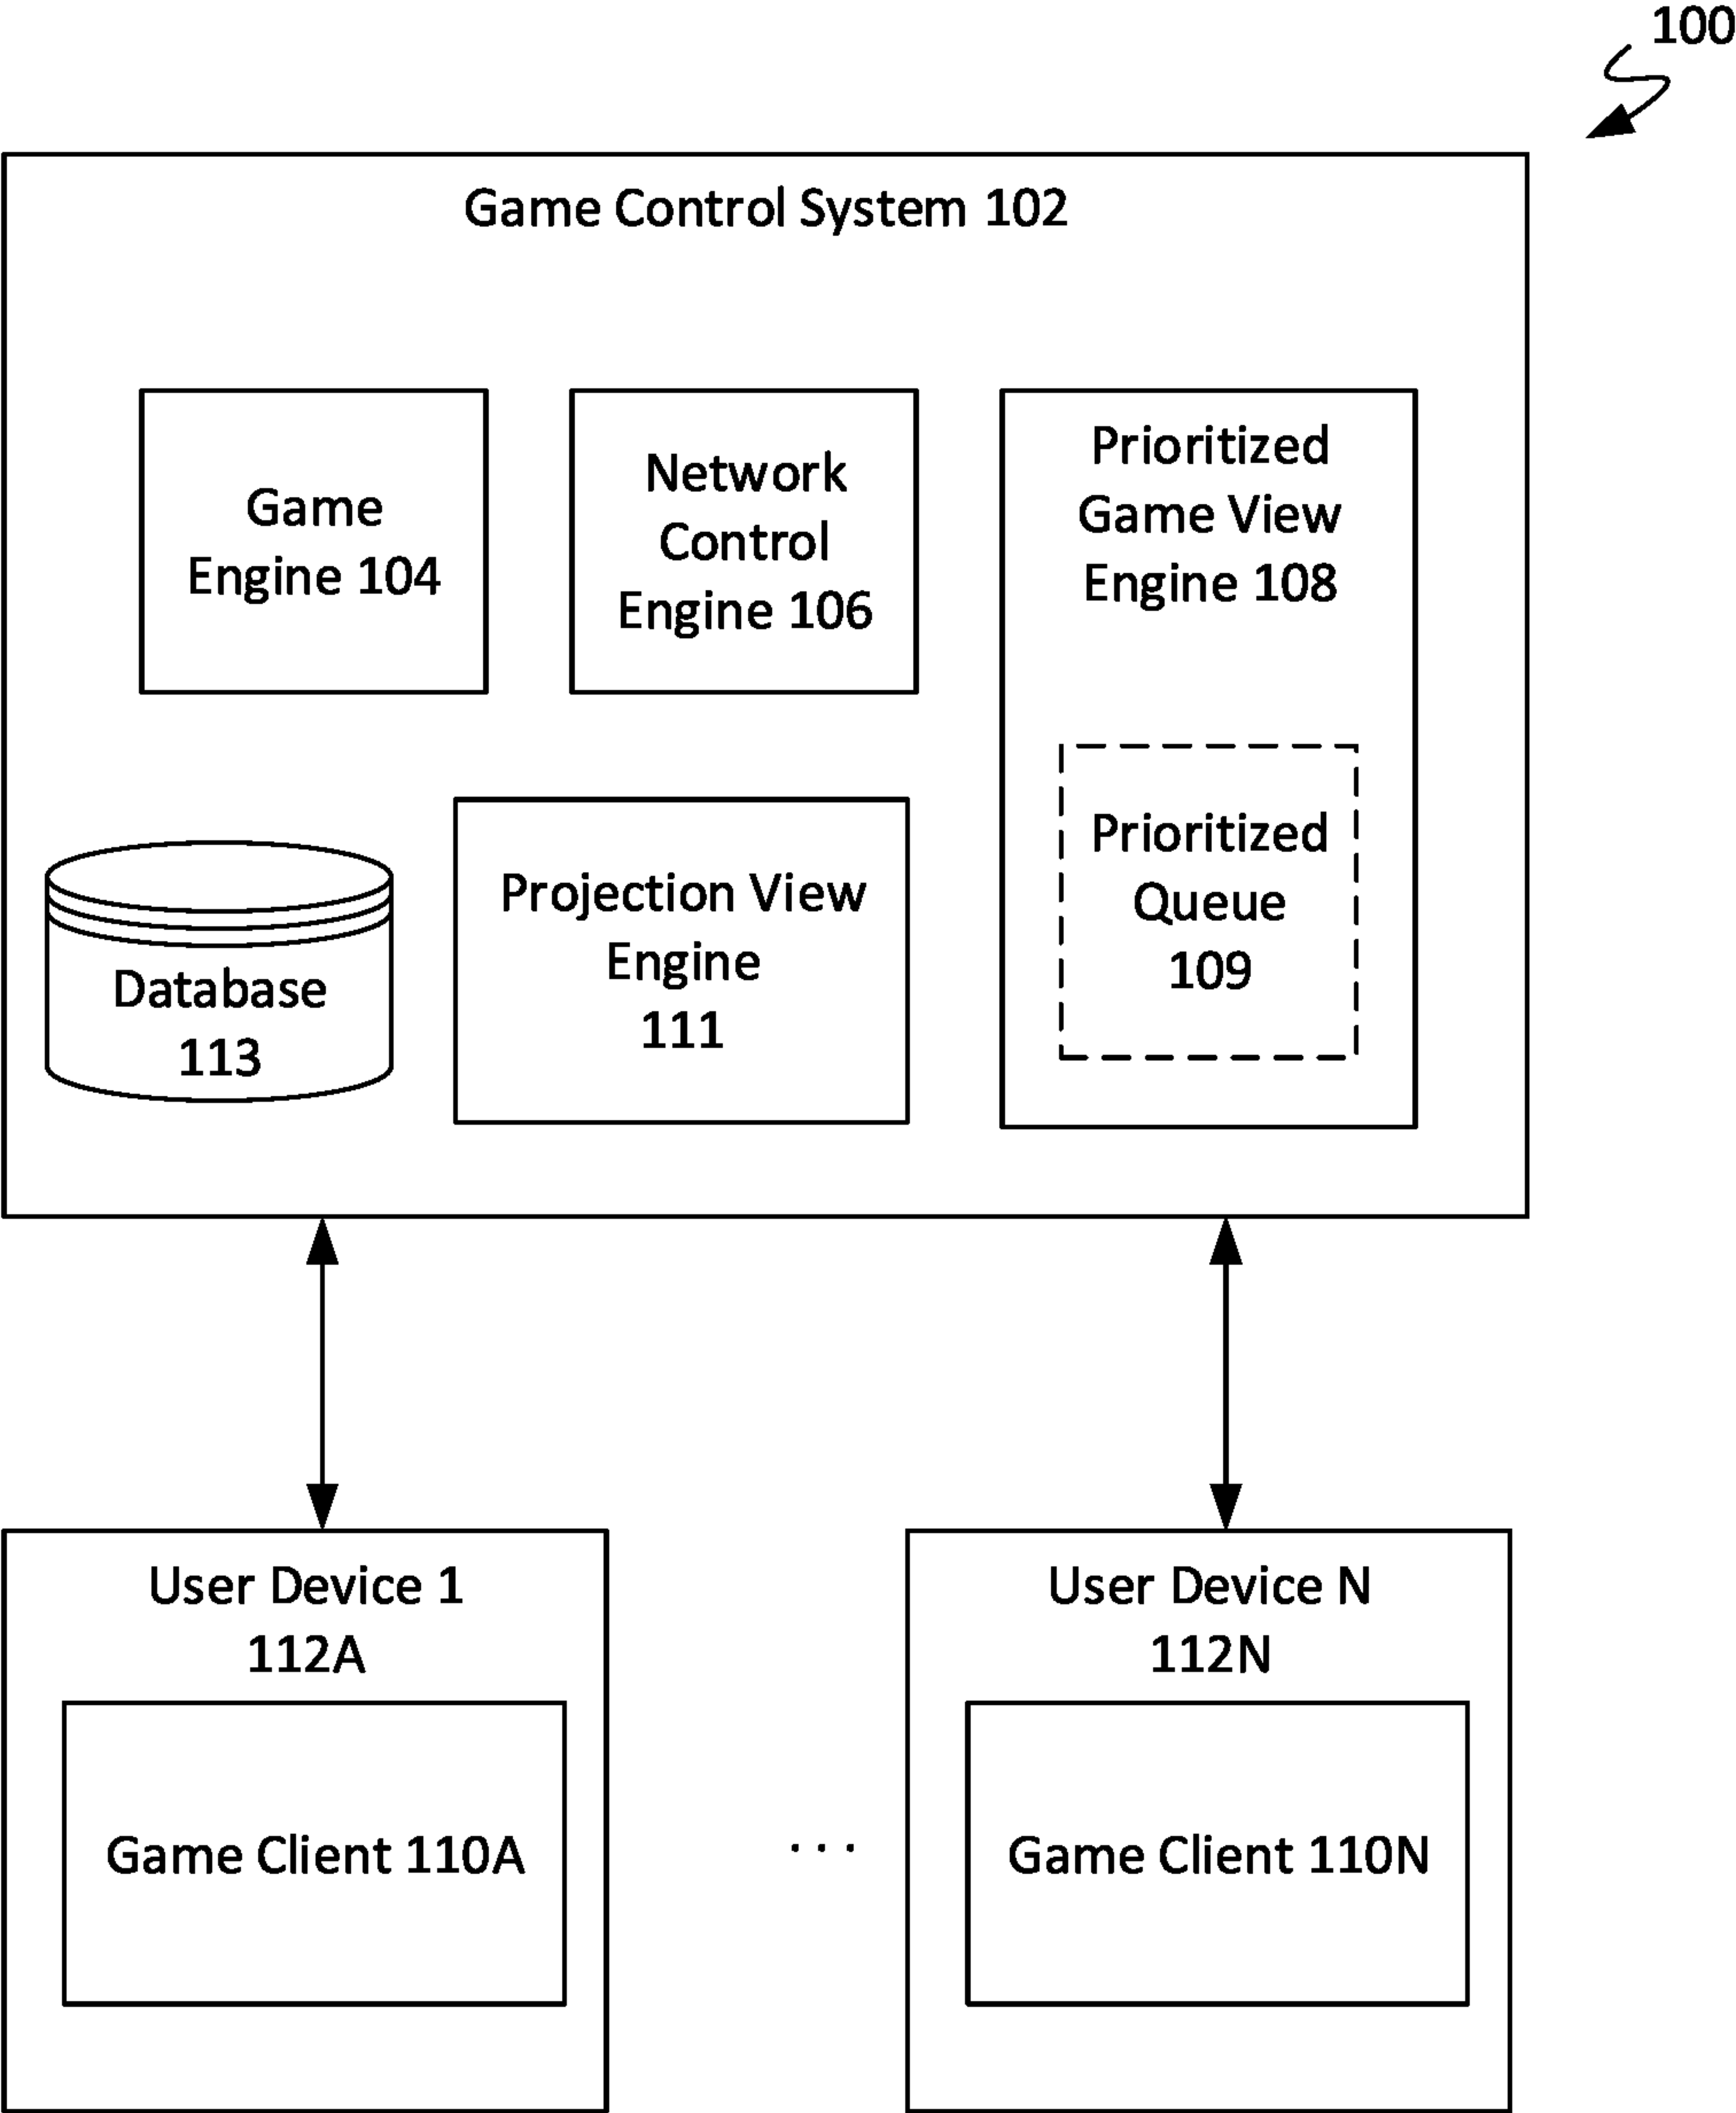 100
Game Control System 102
Game
Engine 104
Network
Control
Engine 106
Prioritized
Game View
Engine 108
Prioritized
Queue
109
Database
113
Projection View
Engine
111
User Device 1
112A
Game Client 110A
. . .
User Device N
112N
Game Client 110N